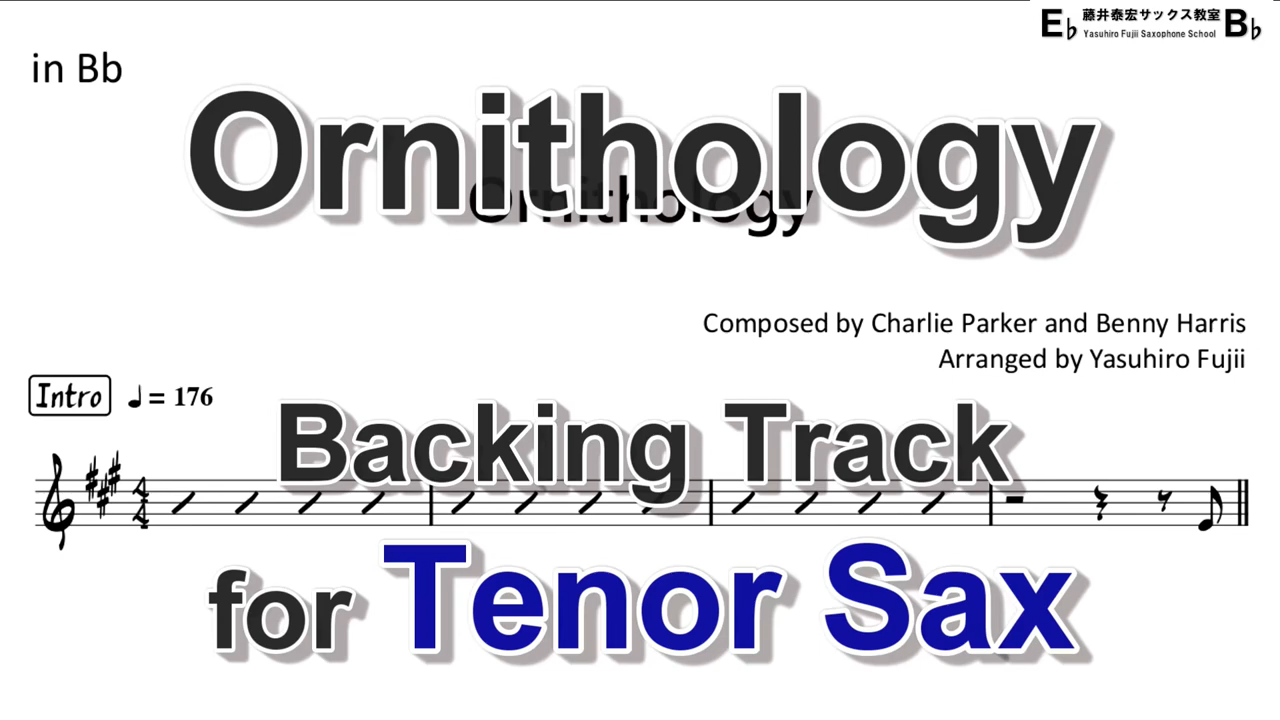 E♭ 藤井泰宏サックス教室 B♭
Yasuhiro Fujii Saxophone School
in Bb
Ornithology
Ornithology
Composed by Charlie Parker and Benny Harris
Arranged by Yasuhiro Fujii
Intro ♩= 176
Backing Track
for Tenor Sax